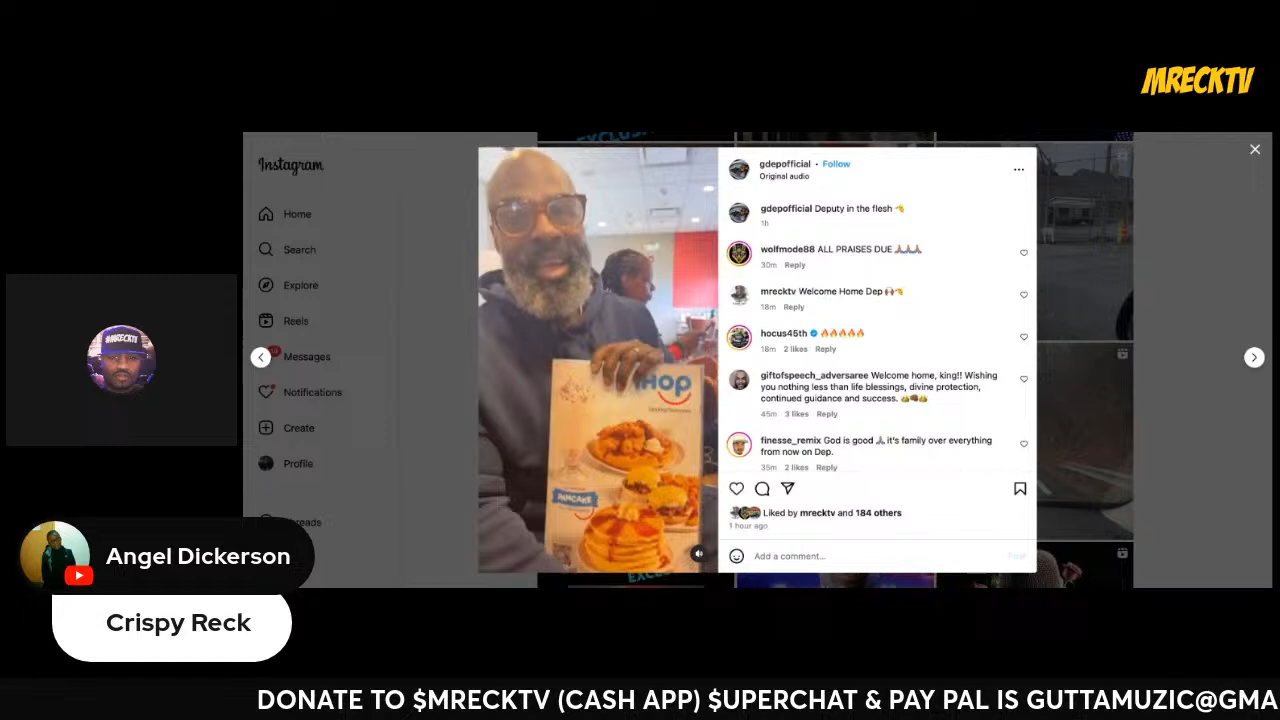 MRECKTV
Instagram
Home
Search
Explore
Reels
Messages
Notifications
Create
Profile
gdepofficial • Follow
Original audio
gdepofficial Deputy in the flesh
1h
wolfmode88 ALL PRAISES DUE
30m Reply
mrecktv Welcome Home Dep
18m Reply
hocus45th
18m 2 likes Reply
giftofspeech_adversaree Welcome home, king!! Wishing
you nothing less than life blessings, divine protection,
continued guidance and success.
45m 3 likes Reply
finesse_remix God is good it's family over everything
from now on Dep.
35m 2 likes Reply
Liked by mrecktv and 184 others
1 hour ago
Add a comment...
Post
IHOP
PANCAKE
#MRECKTV
Angel Dickerson
Crispy Reck
DONATE TO $MRECKTV (CASH APP) $UPERCHAT & PAY PAL IS GUTTAMUZIC@GMA